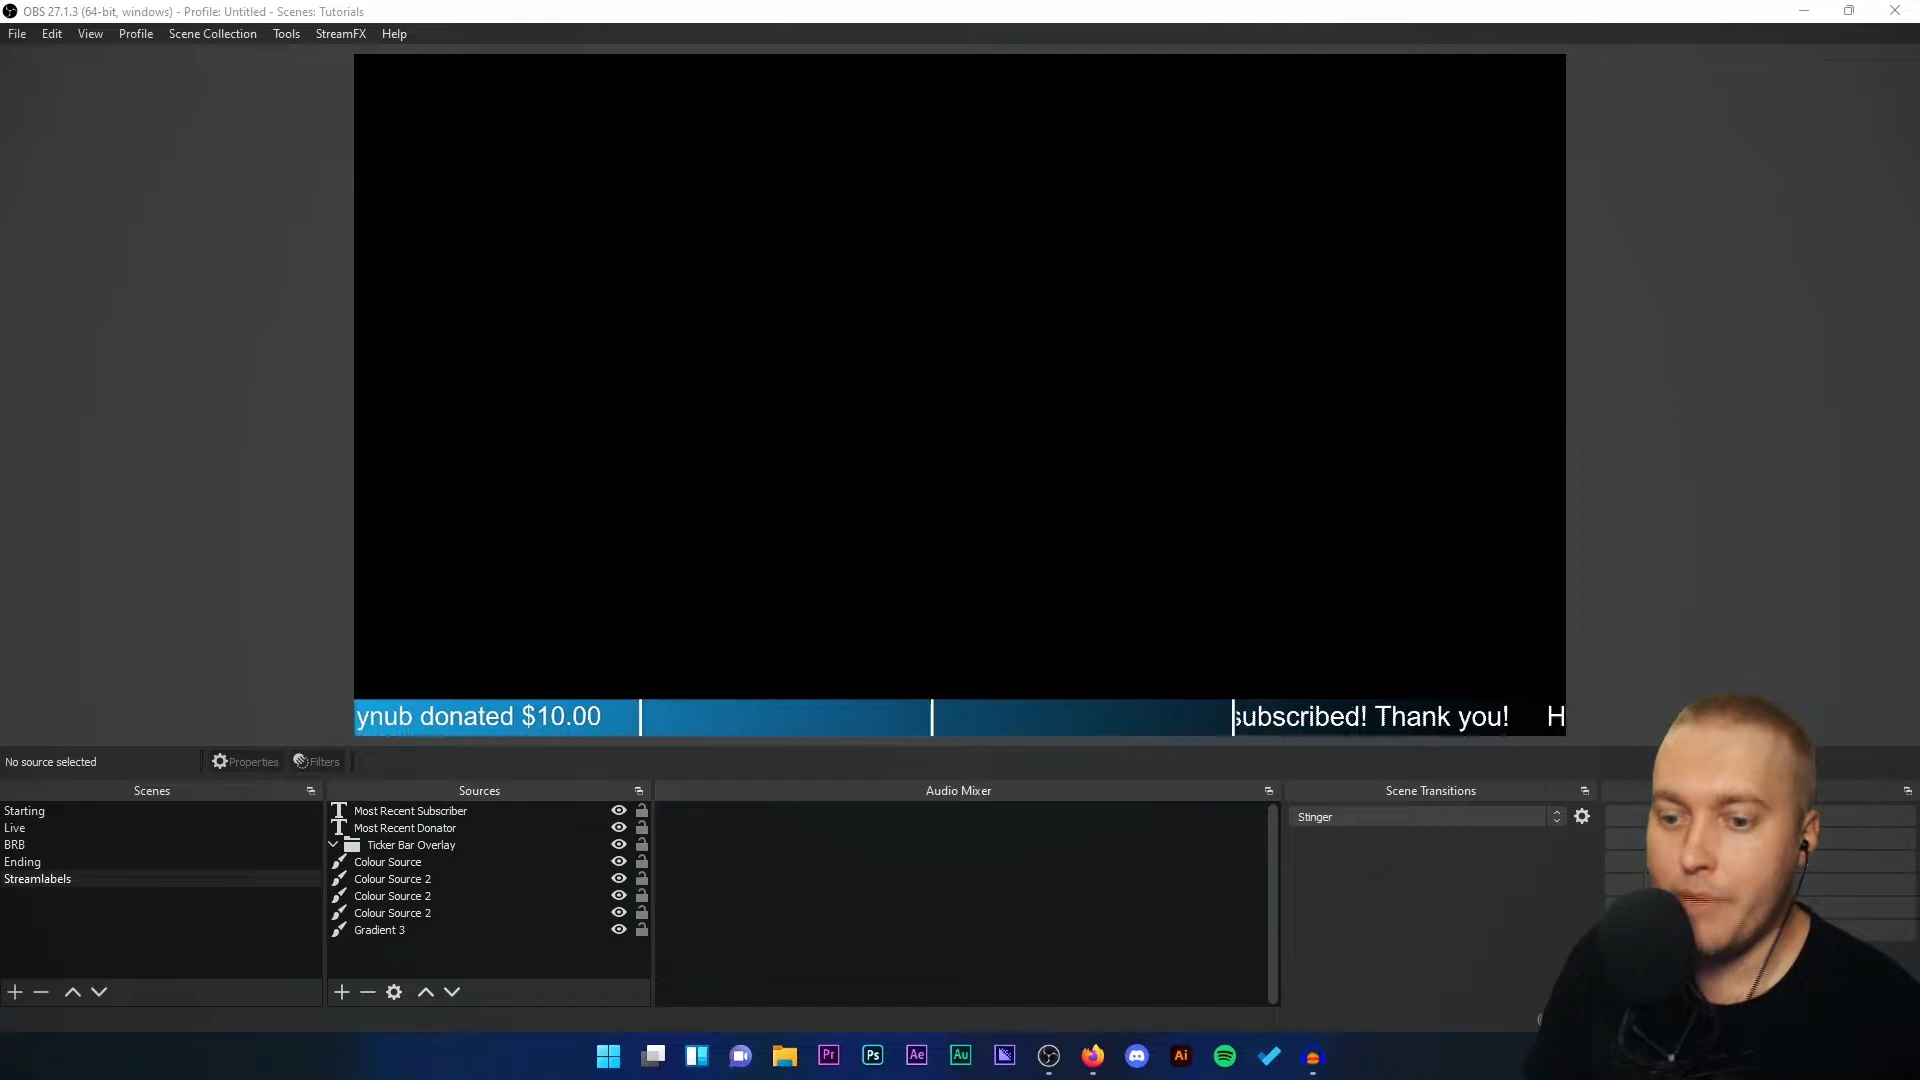 OBS 27.1.3 (64-bit, windows) - Profile: Untitled - Scenes: Tutorials
File Edit View Profile Scene Collection Tools StreamFX Help
ynub donated $10.00
subscribed! Thank you! H
No source selected
Properties Filters
Scenes
Sources
Audio Mixer
Scene Transitions
Starting
Live
BRB
Ending
Streamlabels
Most Recent Subscriber
Most Recent Donator
Ticker Bar Overlay
Colour Source
Colour Source 2
Colour Source 2
Colour Source 2
Gradient 3
Stinger
Pr Ps Ae Au Ai